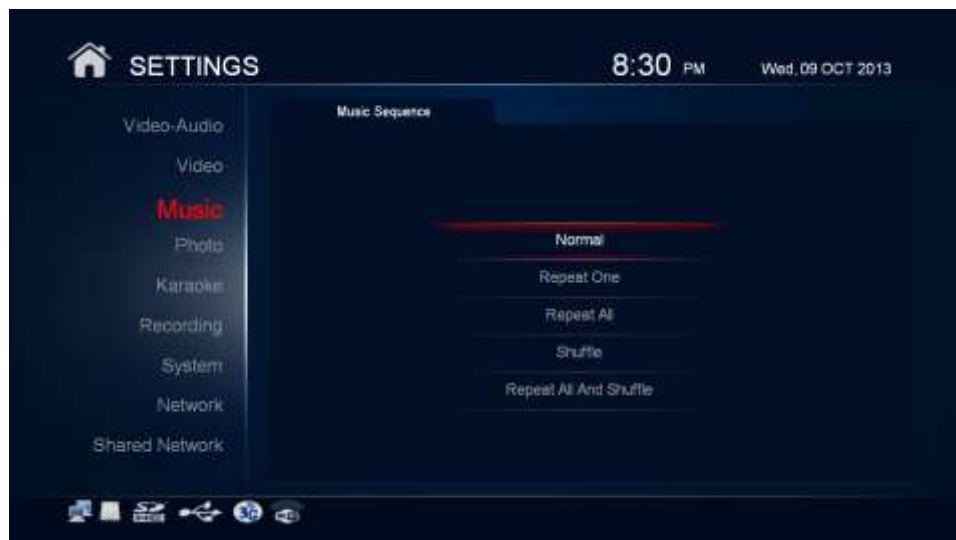 SETTINGS
8:30 PM
Wed, 09 OCT 2013
Video-Audio
Video
Music
Photo
Karaoke
Recording
System
Network
Shared Network
Music Sequence
Normal
Repeat One
Repeat All
Shuffle
Repeat All And Shuffle